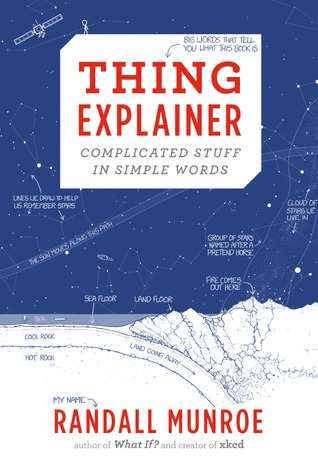 BIG WORDS THAT TELL
YOU WHAT THIS BOOK IS
THING
EXPLAINER
COMPLICATED STUFF
IN SIMPLE WORDS
LINES WE DRAW TO HELP
US REMEMBER STARS
CLOUD OF
STARS WE
LIVE IN
THE SUN MOVES ALONG THIS PATH
GROUP OF STARS
NAMED AFTER A
PRETEND HORSE
FIRE COMES
OUT HERE
SEA FLOOR
LAND FLOOR
SEA
COOL ROCK
LAND GOING AWAY
HOT ROCK
MY NAME
RANDALL MUNROE
author of What If? and creator of xkcd